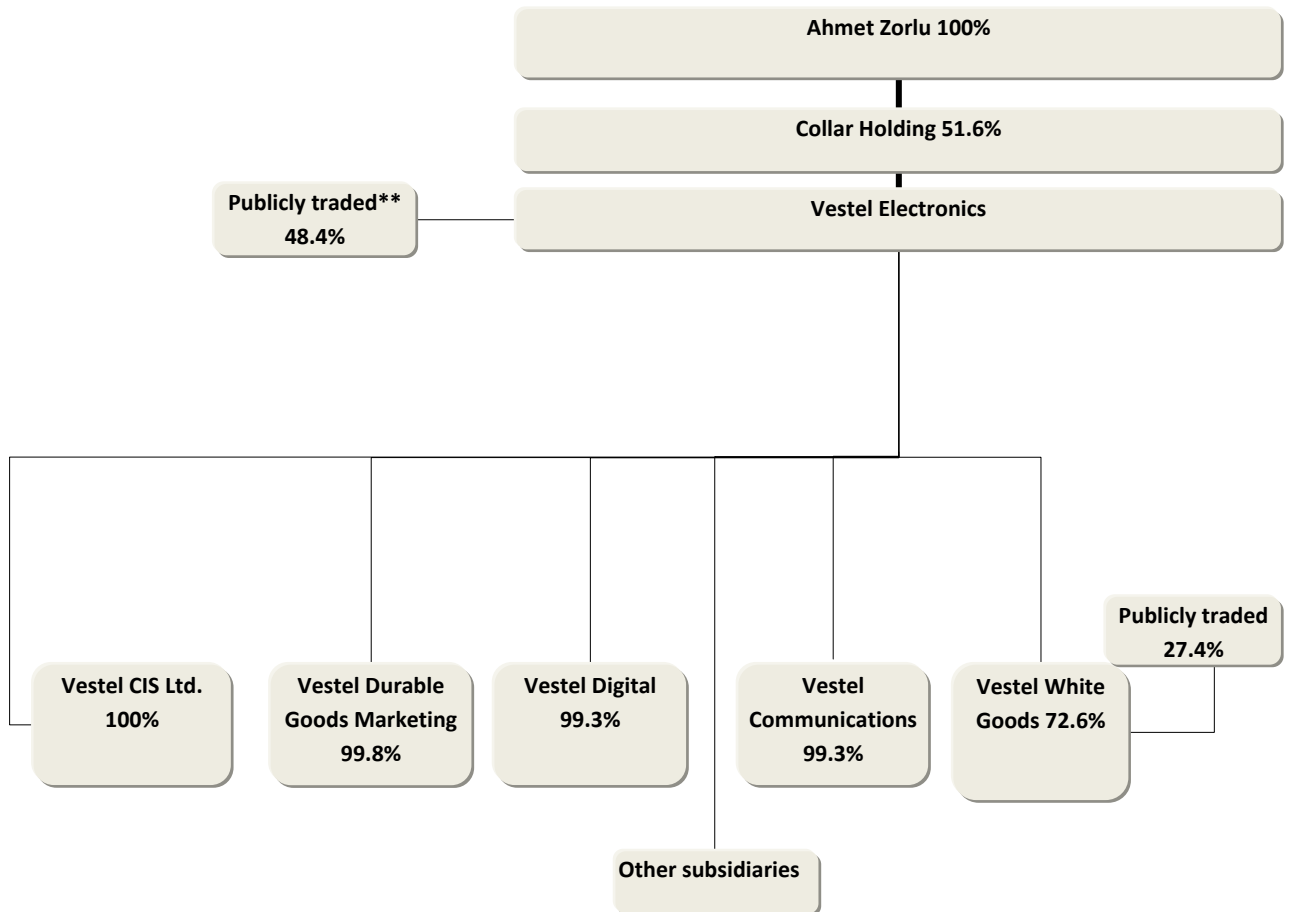 Ahmet Zorlu 100%
Collar Holding 51.6%
Publicly traded**
48.4%
Vestel Electronics
Publicly traded
27.4%
Vestel CIS Ltd.
100%
Vestel Durable
Goods Marketing
99.8%
Vestel Digital
99.3%
Vestel
Communications
99.3%
Vestel White
Goods 72.6%
Other subsidiaries